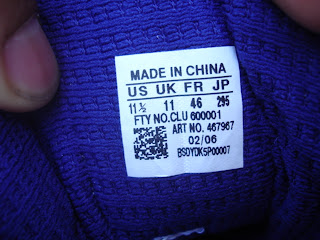 MADE IN CHINA
US UK FR JP
11½ 11 46 295
FTY NO.CLU 600001
ART NO. 467967
02/06
BS0YDK5P00007